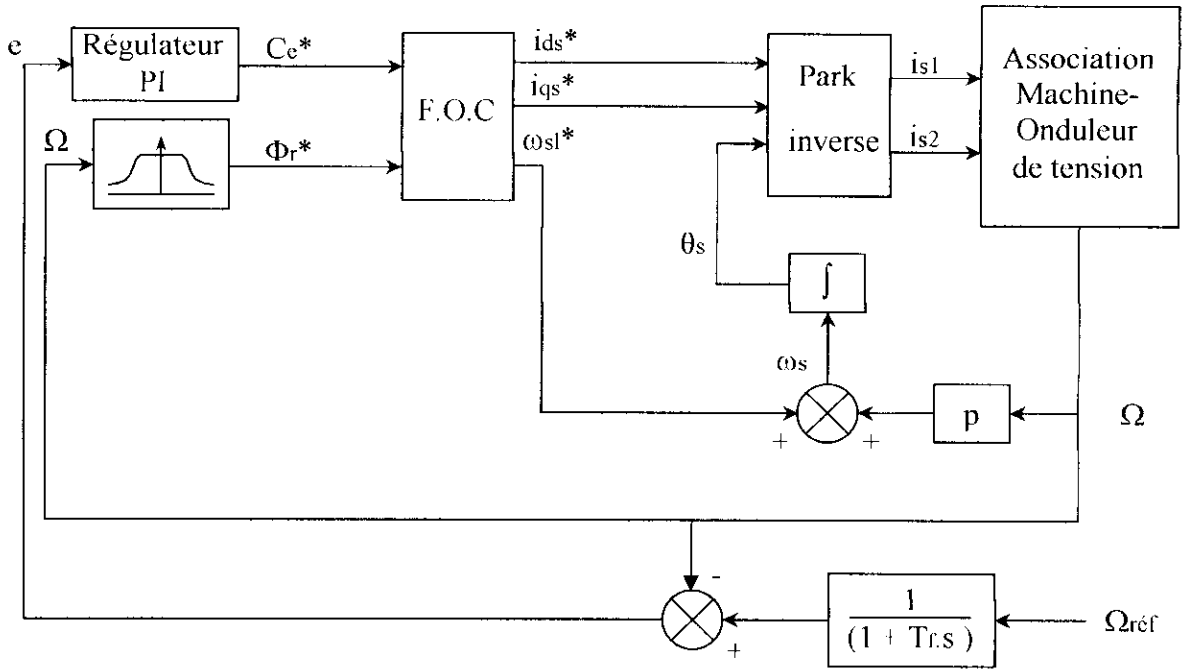 e
Régulateur
PI
Ce*
Ω
Φr*
F.O.C
ids*
iqs*
ωsl*
Park
inverse
is1
is2
Association
Machine-
Onduleur
de tension
θs
∫
ωs
+
+
p
Ω
-
+
1
(1 + Tf.s )
Ωréf